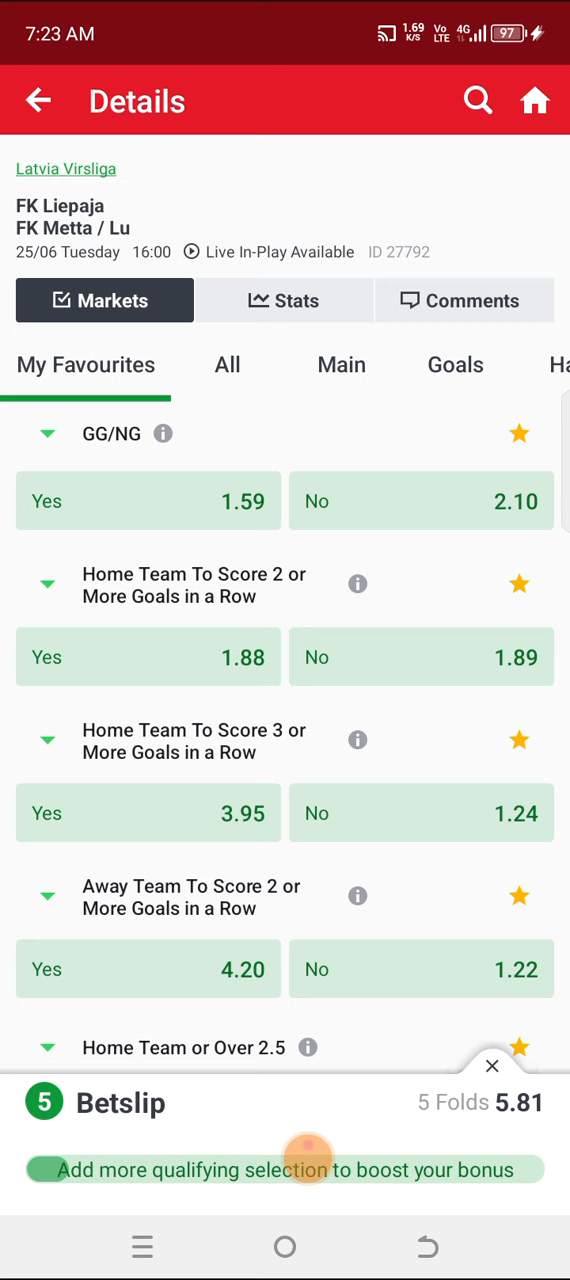 7:23 AM
1.69 K/S Vo LTE 4G 97
Details
Latvia Virsliga
FK Liepaja
FK Metta / Lu
25/06 Tuesday 16:00 Live In-Play Available ID 27792
Markets Stats Comments
My Favourites All Main Goals Ha
GG/NG
Yes 1.59 No 2.10
Home Team To Score 2 or
More Goals in a Row
Yes 1.88 No 1.89
Home Team To Score 3 or
More Goals in a Row
Yes 3.95 No 1.24
Away Team To Score 2 or
More Goals in a Row
Yes 4.20 No 1.22
Home Team or Over 2.5
5 Betslip 5 Folds 5.81
Add more qualifying selection to boost your bonus